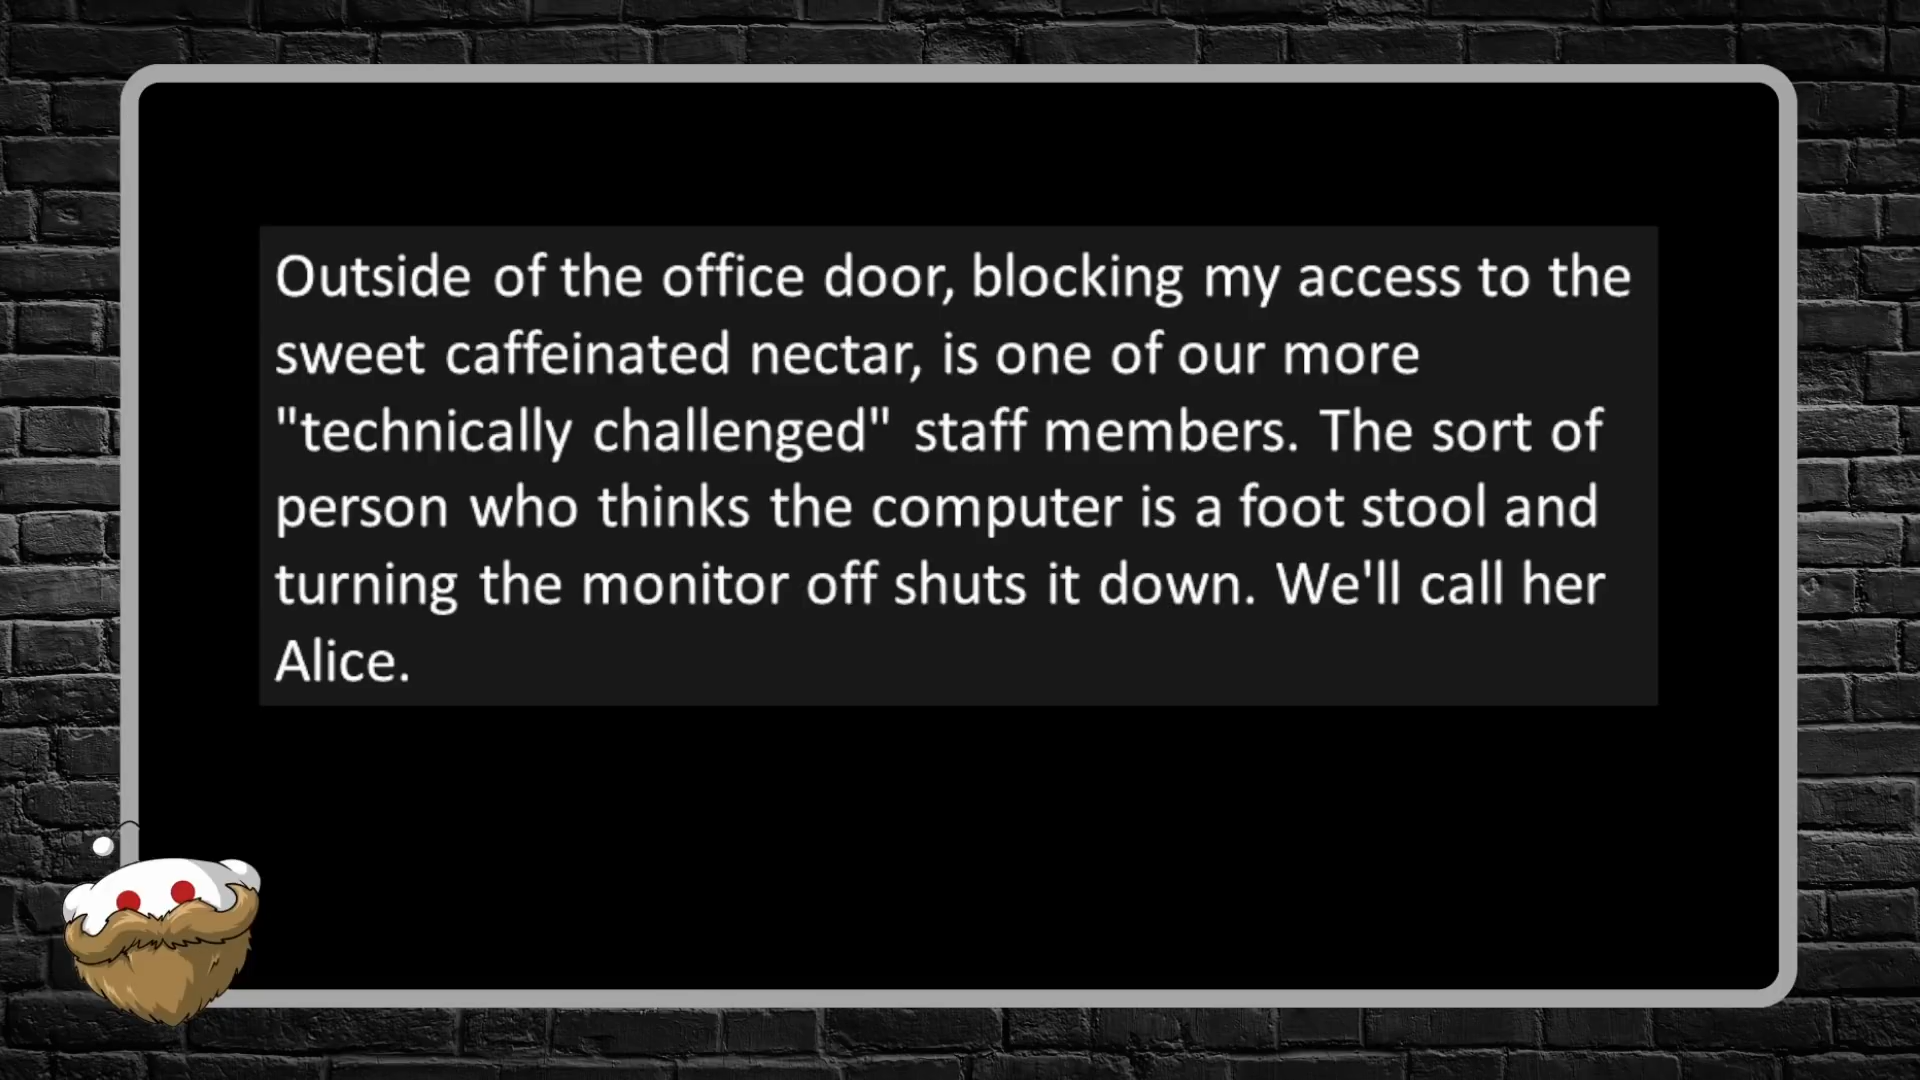 Outside of the office door, blocking my access to the
sweet caffeinated nectar, is one of our more
"technically challenged" staff members. The sort of
person who thinks the computer is a foot stool and
turning the monitor off shuts it down. We'll call her
Alice.